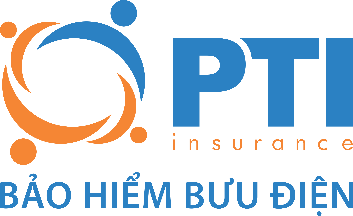 PTI
insurance
BẢO HIỂM BƯU ĐIỆN